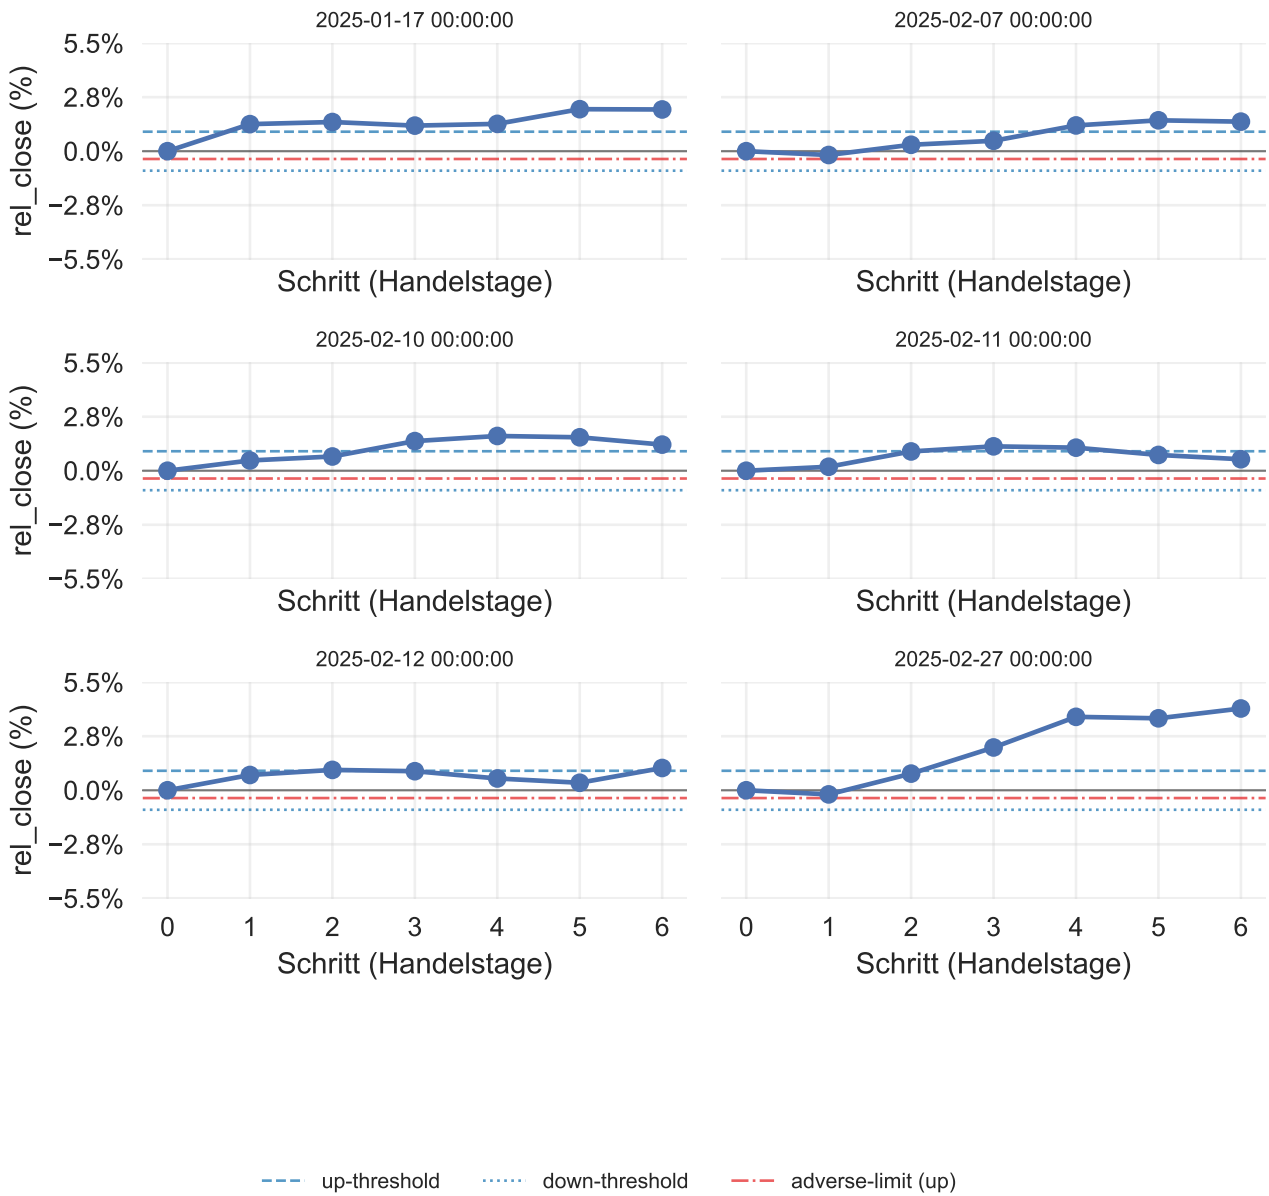 2025-01-17 00:00:00
2025-02-07 00:00:00
rel_close (%)
5.5%
2.8%
0.0%
−2.8%
−5.5%
Schritt (Handelstage)
Schritt (Handelstage)
2025-02-10 00:00:00
2025-02-11 00:00:00
rel_close (%)
5.5%
2.8%
0.0%
−2.8%
−5.5%
Schritt (Handelstage)
Schritt (Handelstage)
2025-02-12 00:00:00
2025-02-27 00:00:00
rel_close (%)
5.5%
2.8%
0.0%
−2.8%
−5.5%
0 1 2 3 4 5 6
0 1 2 3 4 5 6
Schritt (Handelstage)
Schritt (Handelstage)
up-threshold
down-threshold
adverse-limit (up)